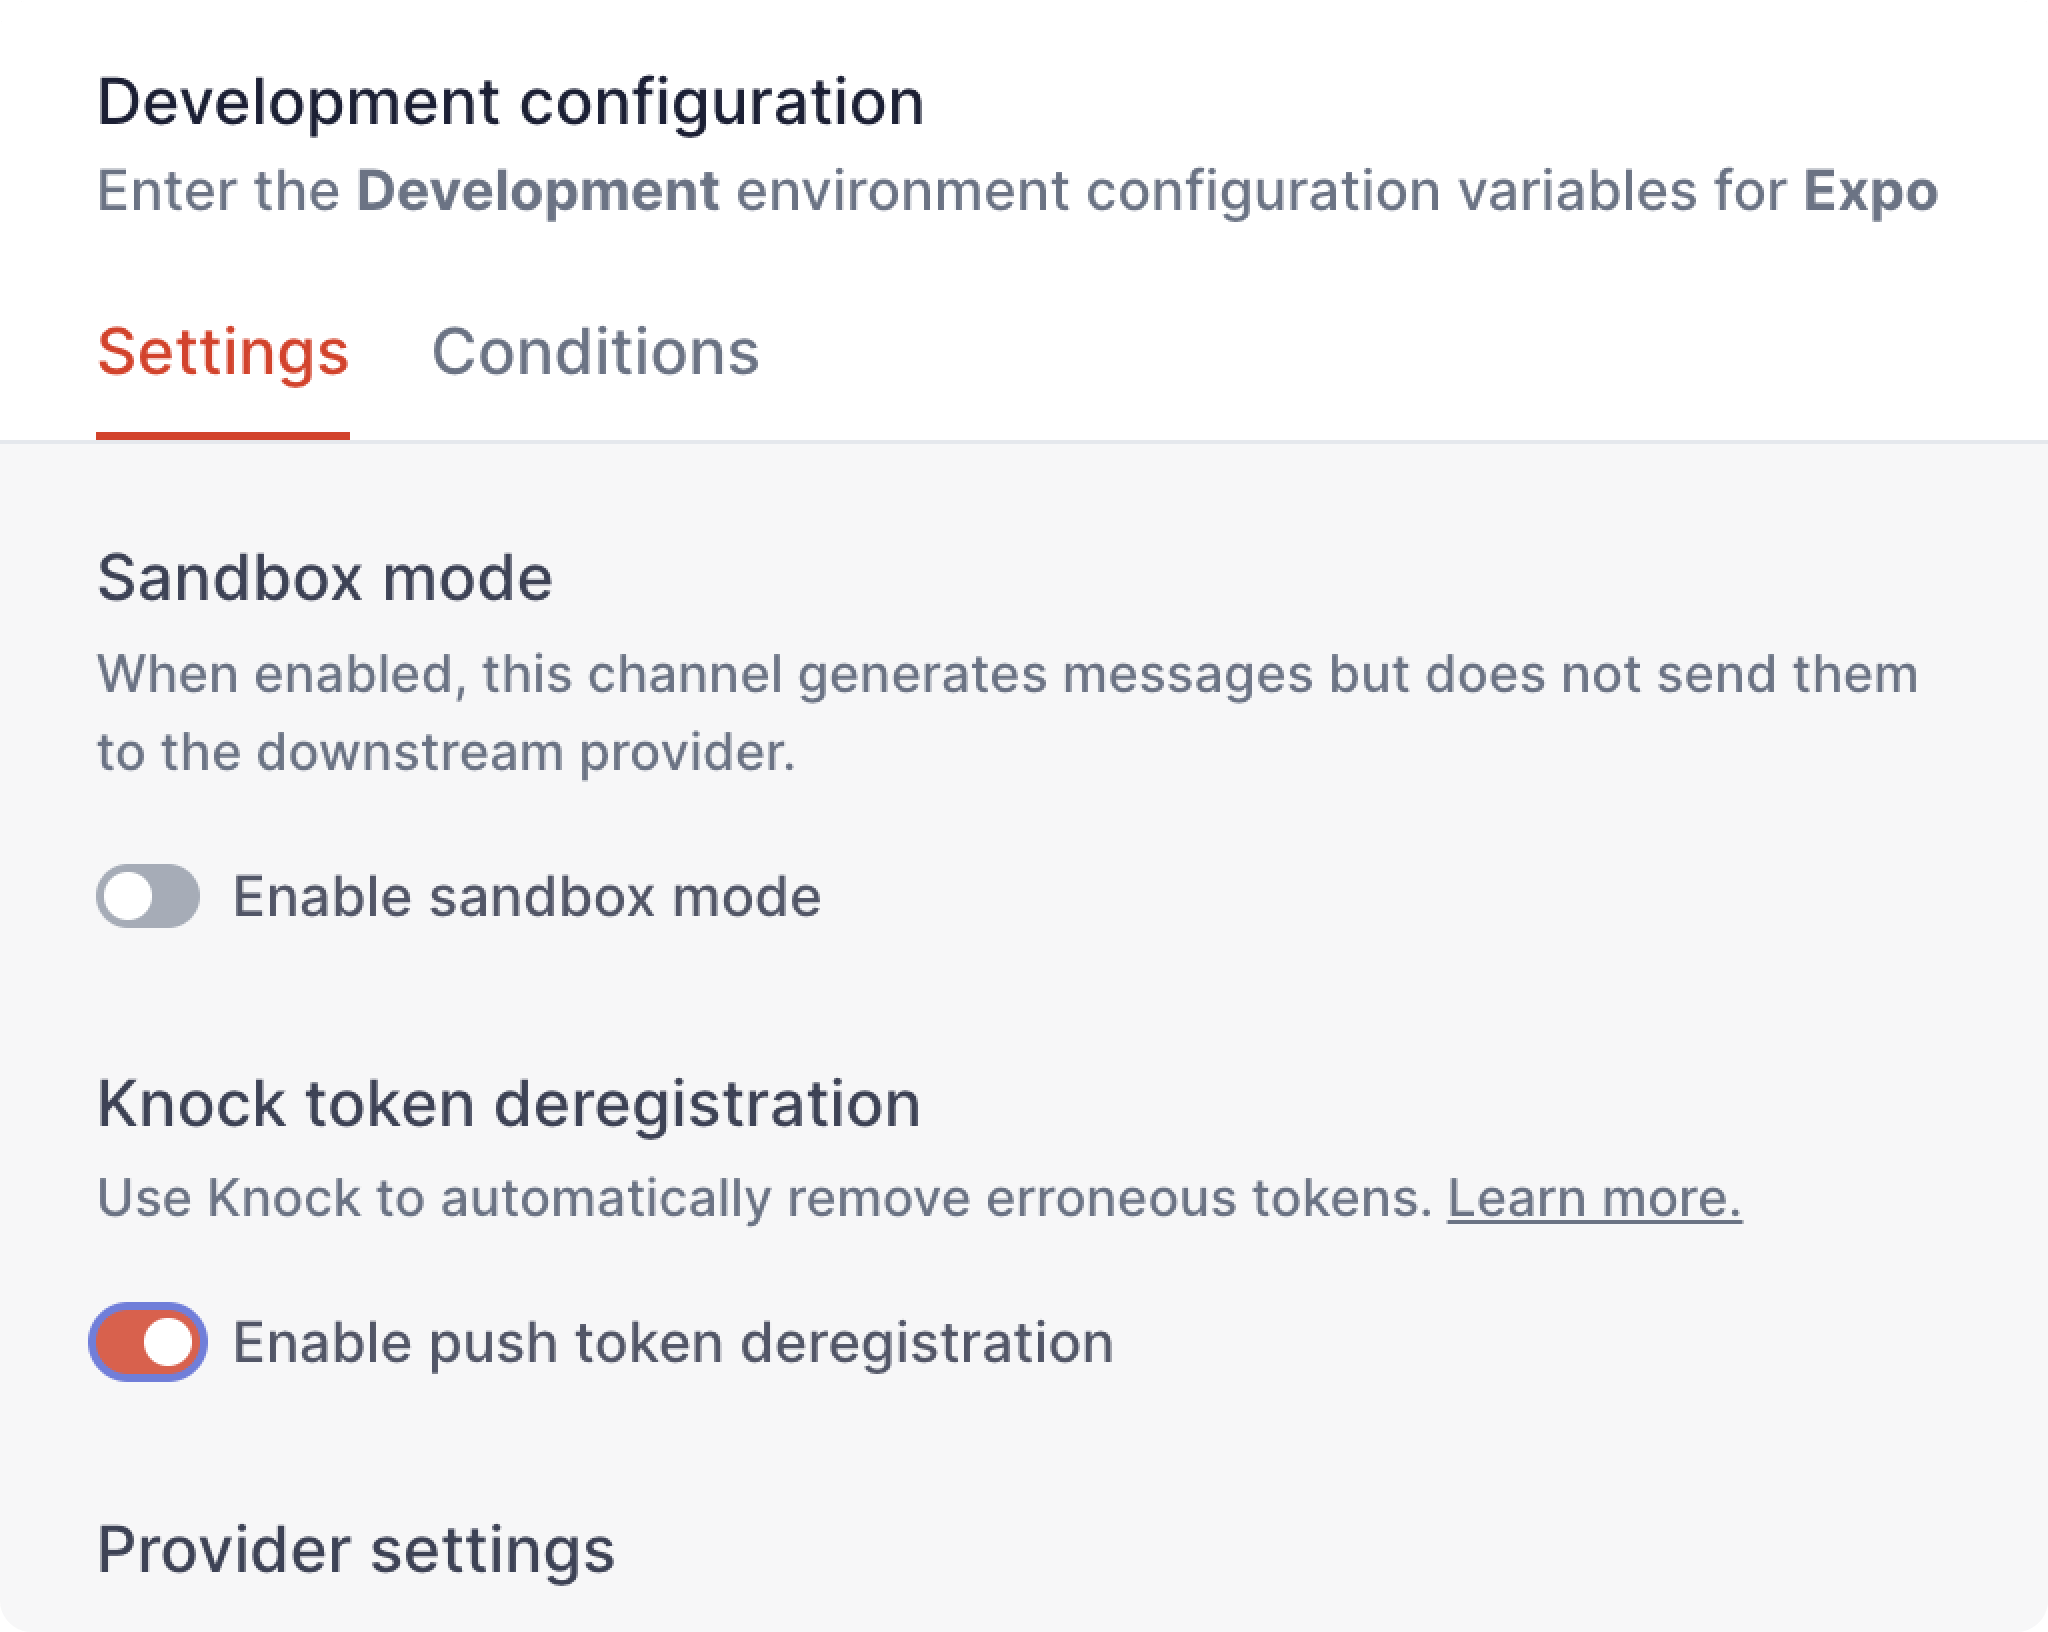 Development configuration
Enter the Development environment configuration variables for Expo
Settings Conditions
Sandbox mode
When enabled, this channel generates messages but does not send them
to the downstream provider.
Enable sandbox mode
Knock token deregistration
Use Knock to automatically remove erroneous tokens. Learn more.
Enable push token deregistration
Provider settings